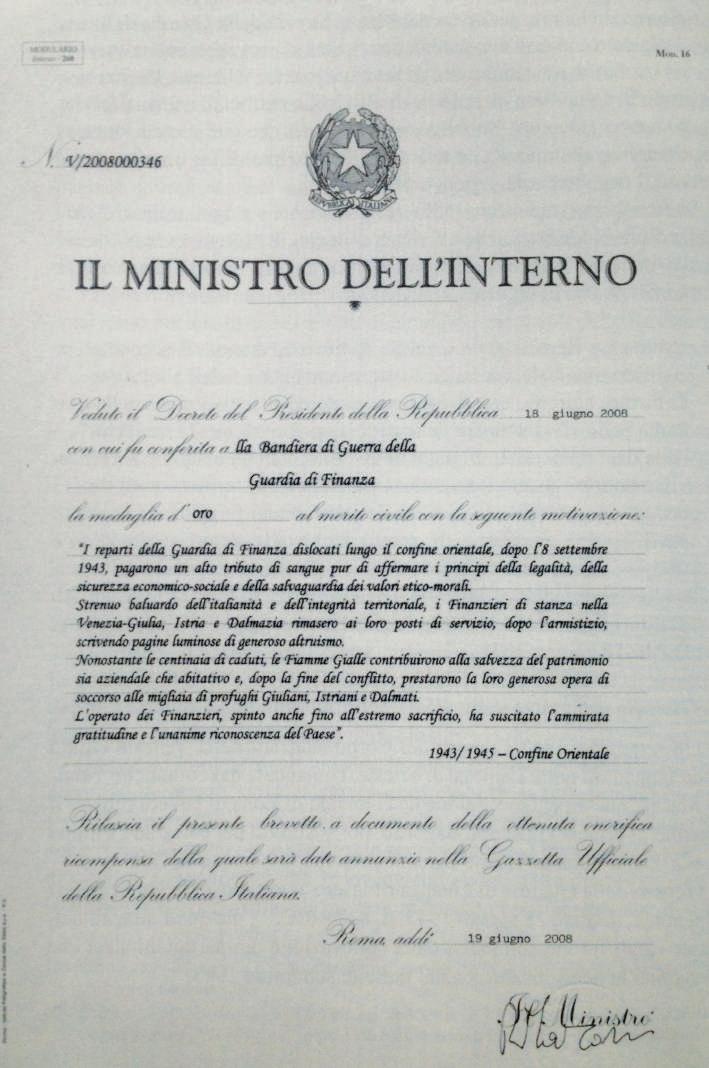 MODULARIO
Interno - 268
Mod. 16
N. V/2008000346
REPVBBLICA ITALIANA
IL MINISTRO DELL'INTERNO
Veduto il Decreto del Presidente della Repubblica 18 giugno 2008
con cui fu conferita a lla Bandiera di Guerra della
Guardia di Finanza
la medaglia d' oro al merito civile con la seguente motivazione:
"I reparti della Guardia di Finanza dislocati lungo il confine orientale, dopo l'8 settembre
1943, pagarono un alto tributo di sangue pur di affermare i principi della legalità, della
sicurezza economico-sociale e della salvaguardia dei valori etico-morali.
Strenuo baluardo dell'italianità e dell'integrità territoriale, i Finanzieri di stanza nella
Venezia-Giulia, Istria e Dalmazia rimasero ai loro posti di servizio, dopo l'armistizio,
scrivendo pagine luminose di generoso altruismo.
Nonostante le centinaia di caduti, le Fiamme Gialle contribuirono alla salvezza del patrimonio
sia aziendale che abitativo e, dopo la fine del conflitto, prestarono la loro generosa opera di
soccorso alle migliaia di profughi Giuliani, Istriani e Dalmati.
L'operato dei Finanzieri, spinto anche fino all'estremo sacrificio, ha suscitato l'ammirata
gratitudine e l'unanime riconoscenza del Paese".
1943/1945 – Confine Orientale
Rilascia il presente brevetto a documento della ottenuta onorifica
ricompensa della quale sarà dato annunzio nella Gazzetta Ufficiale
della Repubblica Italiana.
Roma, addì 19 giugno 2008
Il Ministro